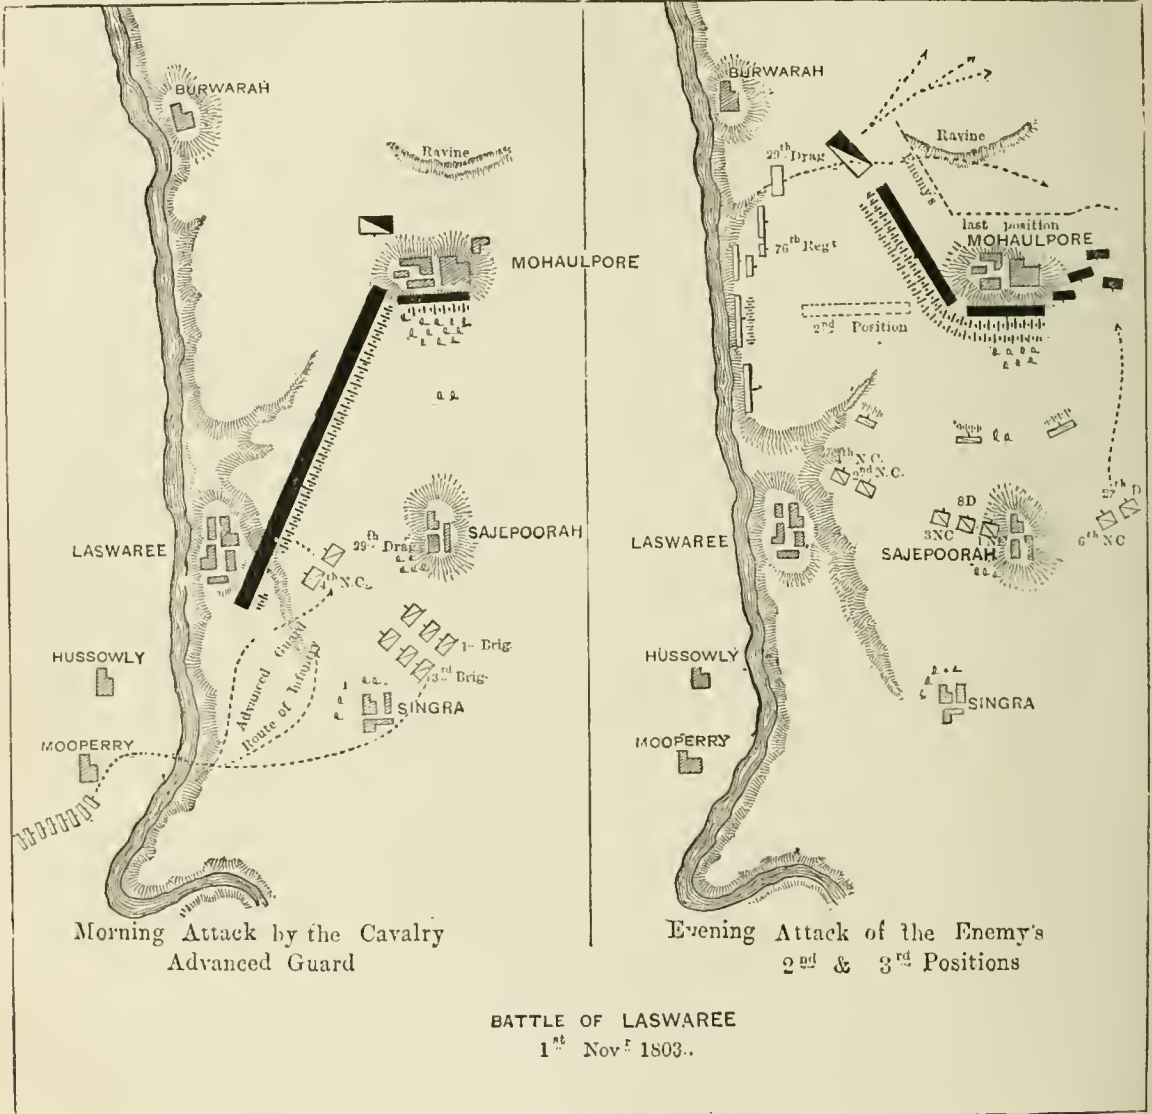 BURWARAH
Ravine
MOHAULPORE
LASWAREE
SAJEPOORAH
29th Drag
4th N.C.
HUSSOWLY
Advanced Guard
Route of Infantry
1st Brig.
3rd Brig.
SINGRA
MOOPERRY
Morning Attack by the Cavalry
Advanced Guard
BURWARAH
Ravine
29th Drag
Enemys
last position
76th Regt
MOHAULPORE
2nd Position
4th N.C.
2nd N.C.
27th D
8D
3NC
6th NC
LASWAREE
SAJEPOORAH
HUSSOWLY
SINGRA
MOOPERRY
Evening Attack of the Enemy's
2nd & 3rd Positions
BATTLE OF LASWAREE
1st Novr 1803.